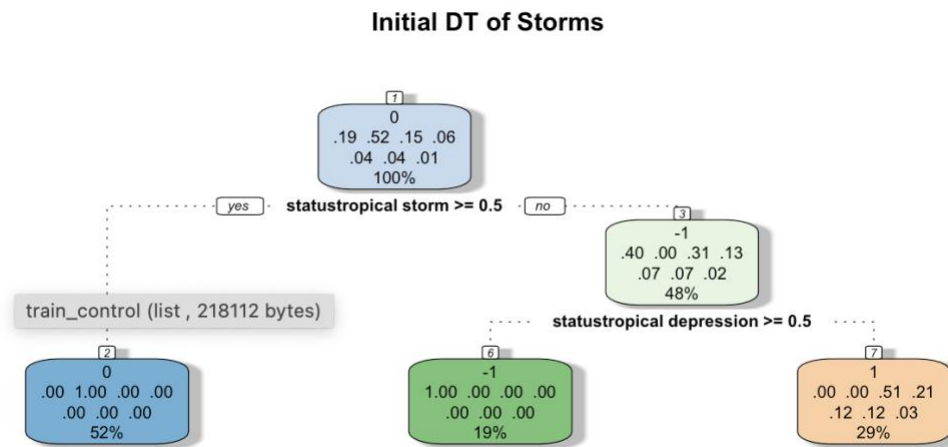 Initial DT of Storms
1
0
.19 .52 .15 .06
.04 .04 .01
100%
yes statustropical storm >= 0.5 no
3
-1
.40 .00 .31 .13
.07 .07 .02
48%
train_control (list , 218112 bytes)
statustropical depression >= 0.5
2
0
.00 1.00 .00 .00
.00 .00 .00
52%
6
-1
1.00 .00 .00 .00
.00 .00 .00
19%
7
1
.00 .00 .51 .21
.12 .12 .03
29%